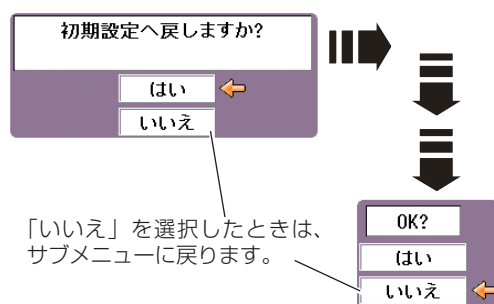 初期設定へ戻しますか?
はい
いいえ
「いいえ」を選択したときは、
サブメニューに戻ります。
OK?
はい
いいえ